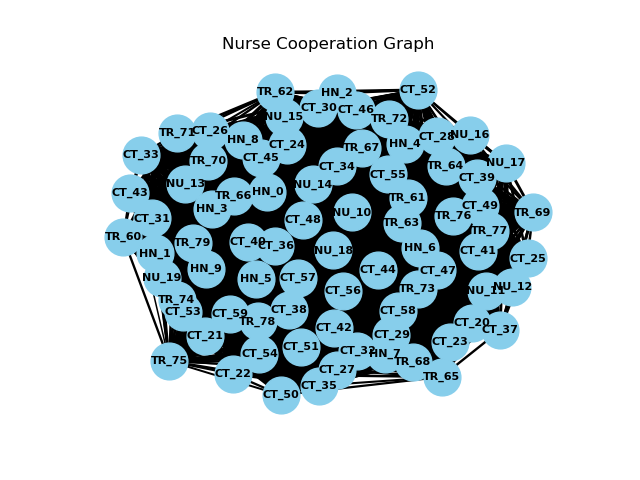 Nurse Cooperation Graph
TR_62
HN_2
CT_52
CT_30
CT_46
NU_15
TR_72
TR_71
CT_26
HN_8
CT_24
HN_4
CT_28
NU_16
CT_33
TR_70
CT_45
TR_67
CT_34
TR_64
NU_17
CT_55
CT_39
CT_43
NU_13
TR_66
HN_0
NU_14
TR_61
CT_49
HN_3
CT_31
CT_48
NU_10
TR_63
TR_76
TR_69
TR_77
TR_60
HN_1
TR_79
CT_40
CT_36
NU_18
HN_6
CT_41
CT_25
NU_19
HN_9
HN_5
CT_57
CT_44
CT_47
TR_74
CT_56
TR_73
NU_11
NU_12
CT_53
CT_59
TR_78
CT_38
CT_58
CT_21
CT_42
CT_29
CT_20
CT_37
CT_23
TR_75
CT_54
CT_51
CT_32
HN_7
TR_68
CT_22
CT_27
TR_65
CT_50
CT_35